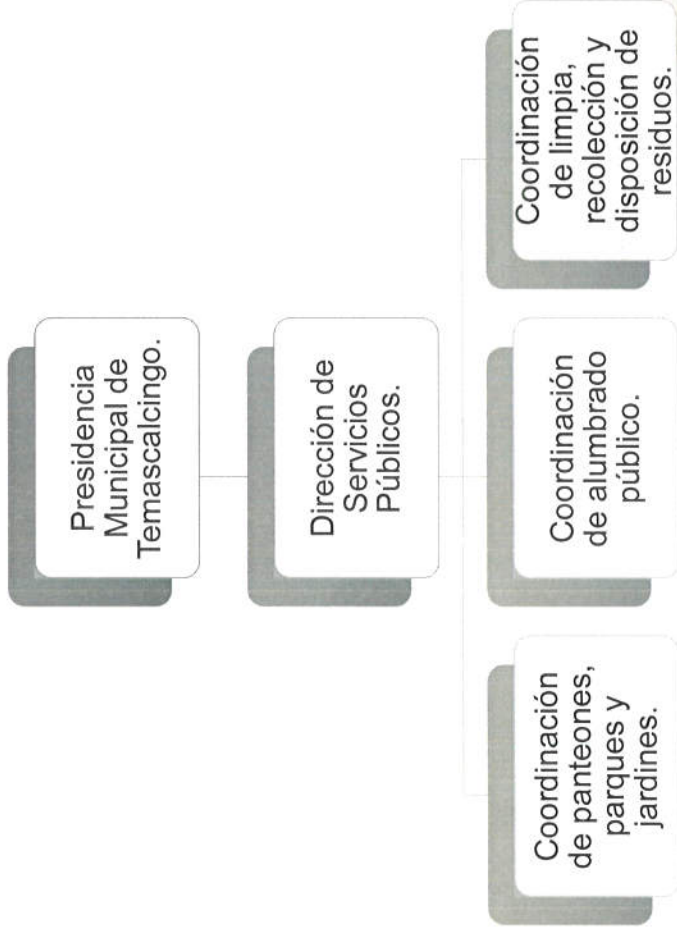 Presidencia
Municipal de
Temascalcingo.
Dirección de
Servicios
Públicos.
Coordinación
de panteones,
parques y
jardines.
Coordinación
de alumbrado
público.
Coordinación
de limpia,
recolección y
disposición de
residuos.